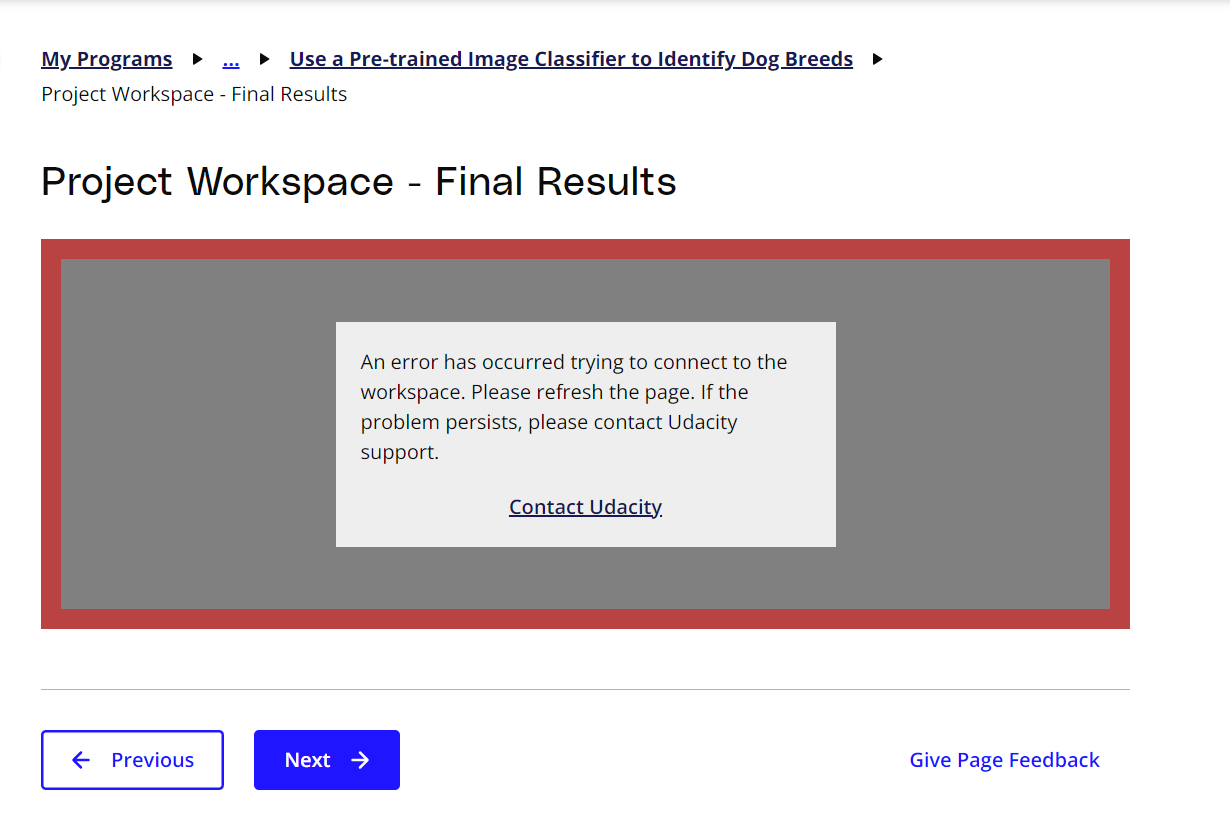 My Programs ... Use a Pre-trained Image Classifier to Identify Dog Breeds
Project Workspace - Final Results
Project Workspace - Final Results
An error has occurred trying to connect to the
workspace. Please refresh the page. If the
problem persists, please contact Udacity
support.
Contact Udacity
Previous Next Give Page Feedback